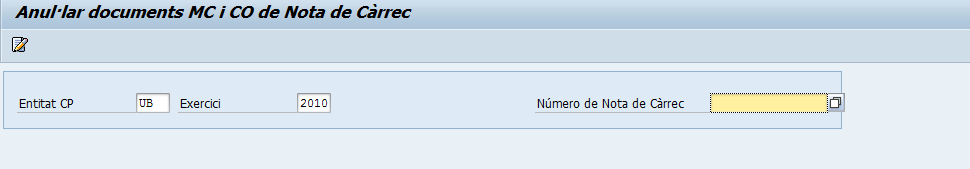 Anul·lar documents MC i CO de Nota de Càrrec
Entitat CP UB Exercici 2010 Número de Nota de Càrrec